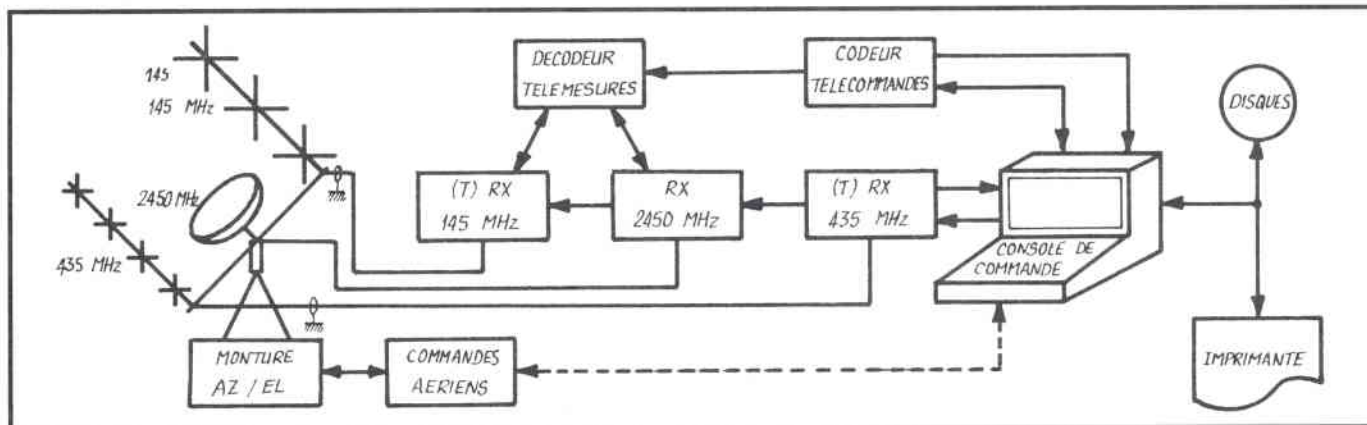 145
145 MHz
2450 MHz
435 MHz
DECODEUR
TELEMESURES
CODEUR
TELECOMMANDES
DISQUES
(T) RX
145 MHz
RX
2450 MHz
(T) RX
435 MHz
CONSOLE DE
COMMANDE
MONTURE
AZ / EL
COMMANDES
AERIENS
IMPRIMANTE